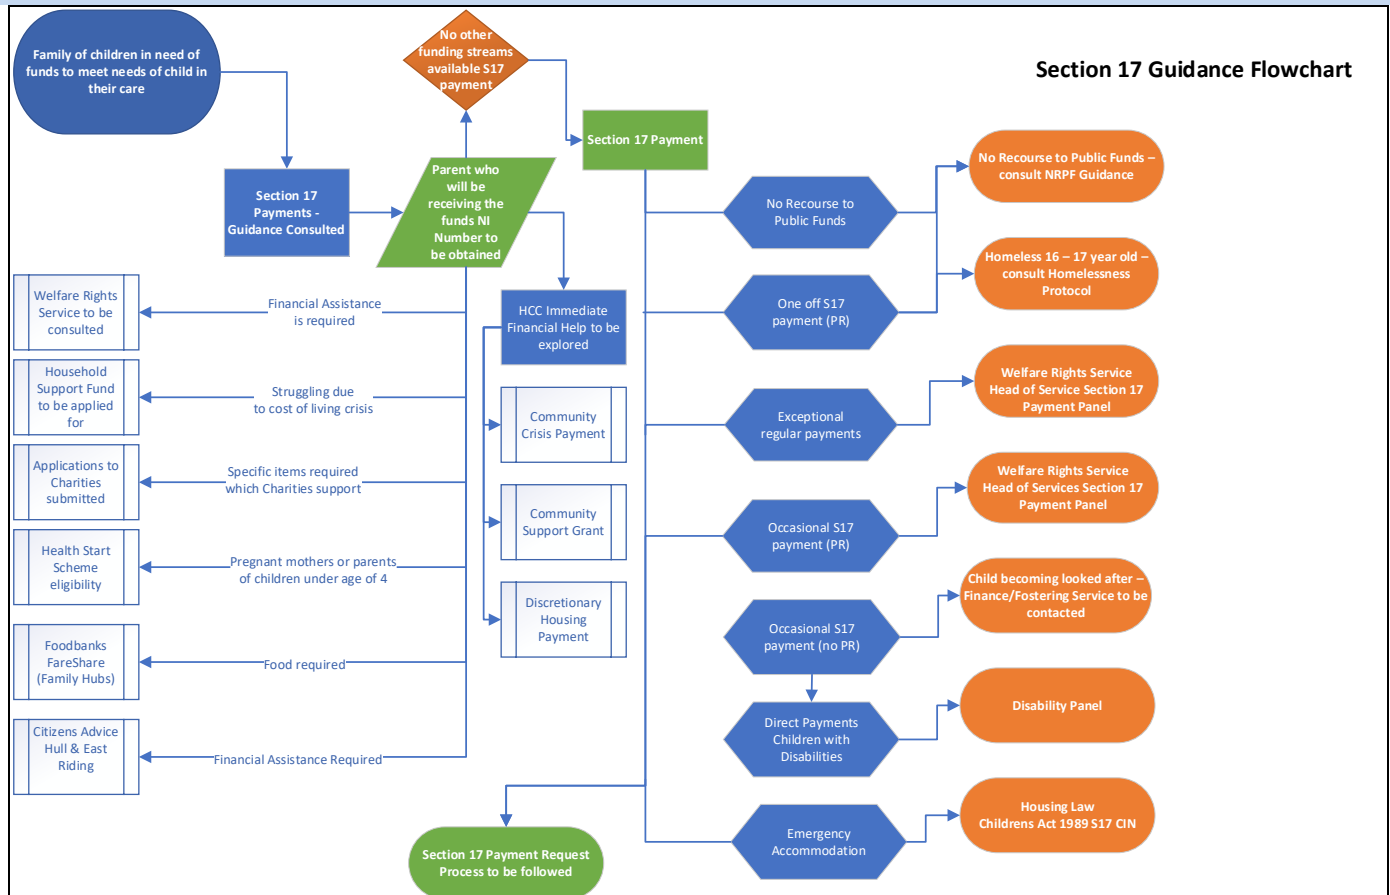 Section 17 Guidance Flowchart
Family of children in need of
funds to meet needs of child in
their care
No other
funding streams
available S17
payment
Section 17
Payments -
Guidance Consulted
Parent who
will be
receiving the
funds NI
Number to
be obtained
Section 17 Payment
Welfare Rights
Service to be
consulted
Financial Assistance
is required
Household
Support Fund
to be applied
for
Struggling due
to cost of living crisis
Applications to
Charities
submitted
Specific items required
which Charities support
Health Start
Scheme
eligibility
Pregnant mothers or parents
of children under age of 4
Foodbanks
FareShare
(Family Hubs)
Food required
Citizens Advice
Hull & East
Riding
Financial Assistance Required
HCC Immediate
Financial Help to be
explored
Community
Crisis Payment
Community
Support Grant
Discretionary
Housing
Payment
No Recourse to
Public Funds
One off S17
payment (PR)
Exceptional
regular payments
Occasional S17
payment (PR)
Occasional S17
payment (no PR)
Direct Payments
Children with
Disabilities
Emergency
Accommodation
No Recourse to Public Funds –
consult NRPF Guidance
Homeless 16 – 17 year old –
consult Homelessness
Protocol
Welfare Rights Service
Head of Service Section 17
Payment Panel
Welfare Rights Service
Head of Services Section 17
Payment Panel
Child becoming looked after –
Finance/Fostering Service to be
contacted
Disability Panel
Housing Law
Childrens Act 1989 S17 CIN
Section 17 Payment Request
Process to be followed